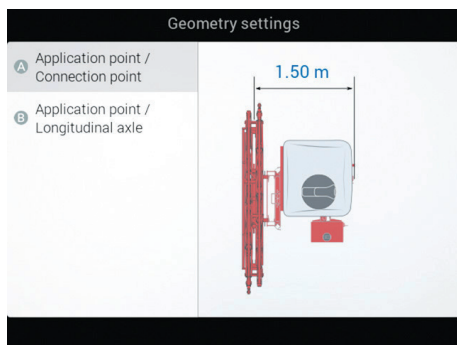 Geometry settings
A Application point /
Connection point
B Application point /
Longitudinal axle
1.50 m